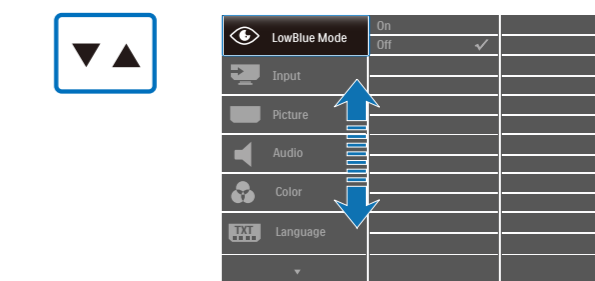 LowBlue Mode
On
Off
Input
Picture
Audio
Color
TXT
Language